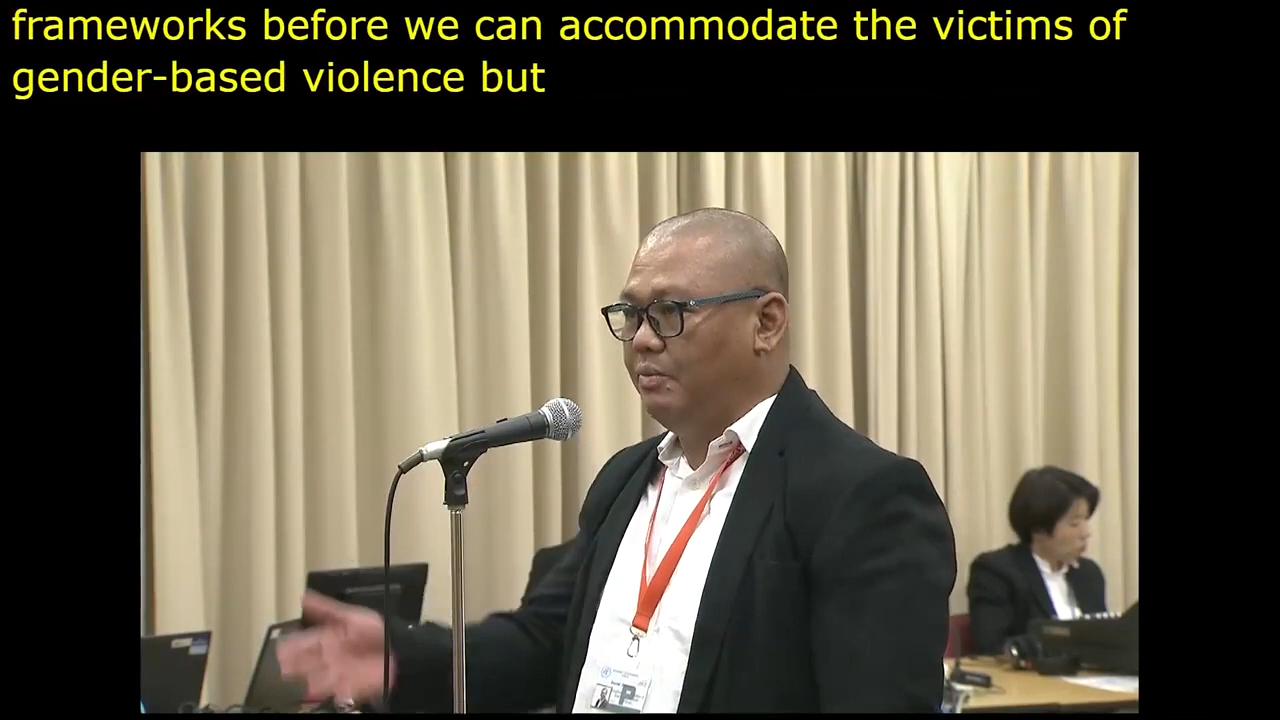 frameworks before we can accommodate the victims of
gender-based violence but
P